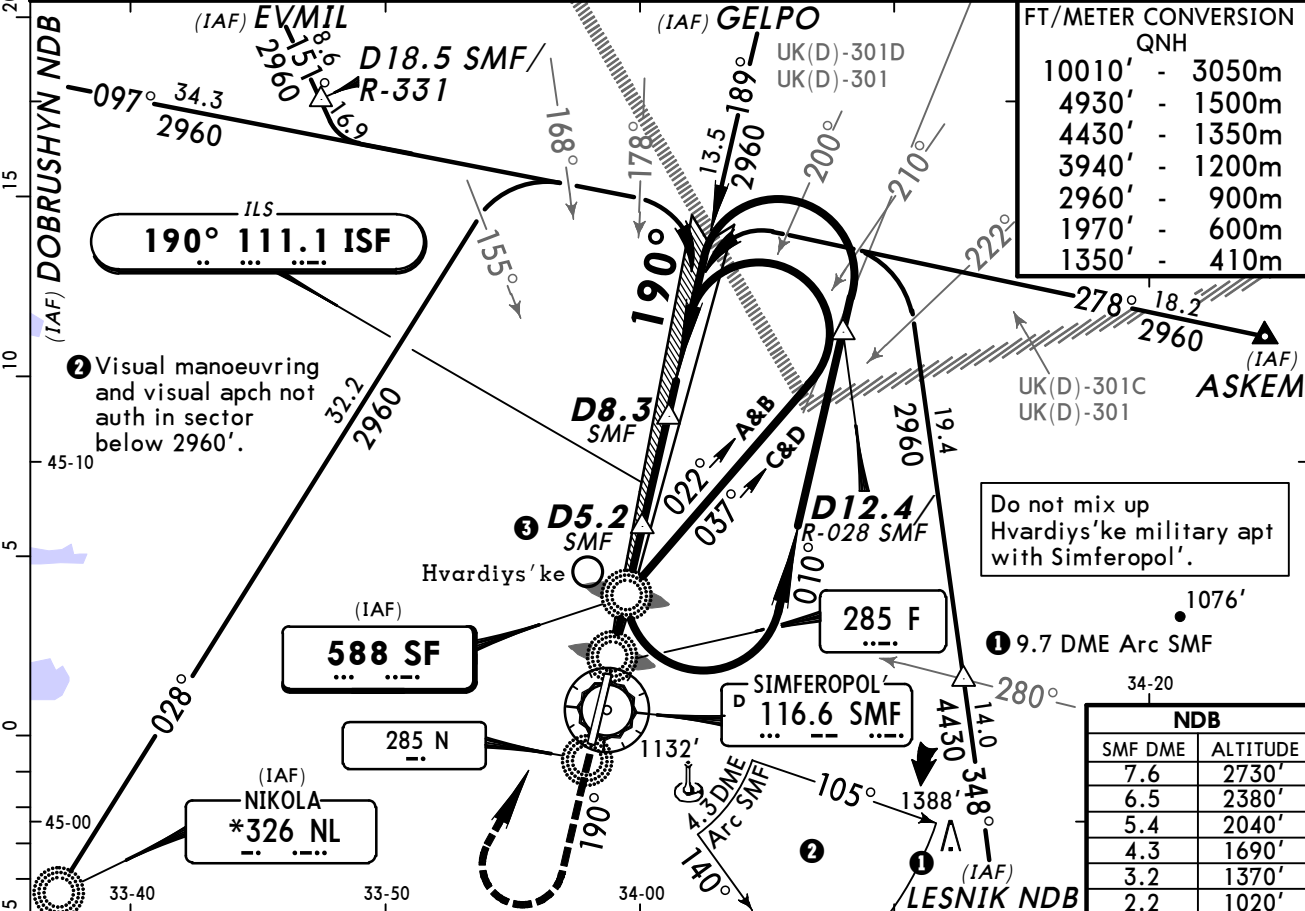 20
(IAF) EVMIL
(IAF) GELPO
FT/METER CONVERSION
QNH
10010' - 3050m
4930' - 1500m
4430' - 1350m
3940' - 1200m
2960' - 900m
1970' - 600m
1350' - 410m
(IAF) DOBRUSHYN NDB
8.6
151°
2960
D18.5 SMF/
R-331
16.9
097°
34.3
2960
UK(D)-301D
UK(D)-301
189°
13.5
2960
168°
178°
200°
210°
222°
155°
15
ILS
190° 111.1 ISF
190°
278°
18.2
2960
(IAF)
ASKEM
UK(D)-301C
UK(D)-301
10
2 Visual manoeuvring
and visual apch not
auth in sector
below 2960'.
32.2
2960
D8.3
SMF
022°
A&B
037°
C&D
2960
19.4
45-10
3 D5.2
SMF
D12.4/
R-028 SMF
010°
Do not mix up
Hvardiys'ke military apt
with Simferopol'.
5
Hvardiys'ke
(IAF)
588 SF
285 F
1076'
1 9.7 DME Arc SMF
028°
280°
34-20
SIMFEROPOL'
D 116.6 SMF
285 N
1132'
0
4430
14.0
348°
NDB
SMF DME ALTITUDE
7.6 2730'
6.5 2380'
5.4 2040'
4.3 1690'
3.2 1370'
2.2 1020'
(IAF)
NIKOLA
*326 NL
190°
4.3 DME
Arc SMF
105°
140°
1388'
2
1
(IAF)
LESNIK NDB
45-00
5
33-40
33-50
34-00